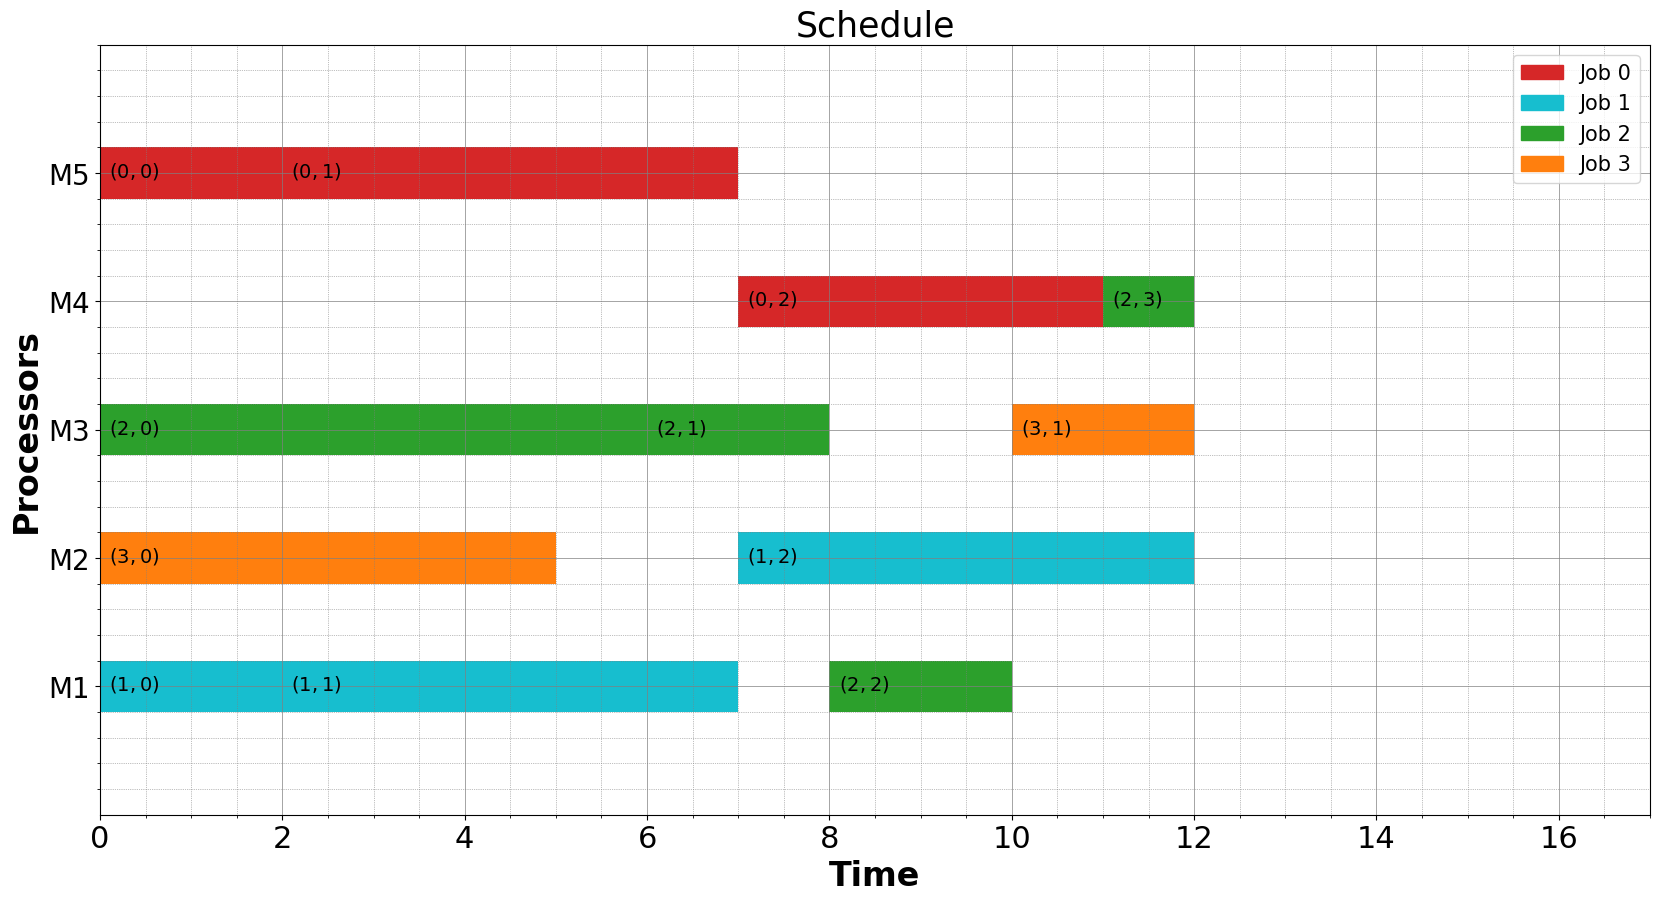 Schedule
Job 0
Job 1
Job 2
Job 3
M5
(0, 0)
(0, 1)
M4
(0, 2)
(2, 3)
M3
(2, 0)
(2, 1)
(3, 1)
M2
(3, 0)
(1, 2)
M1
(1, 0)
(1, 1)
(2, 2)
Processors
0 2 4 6 8 10 12 14 16
Time